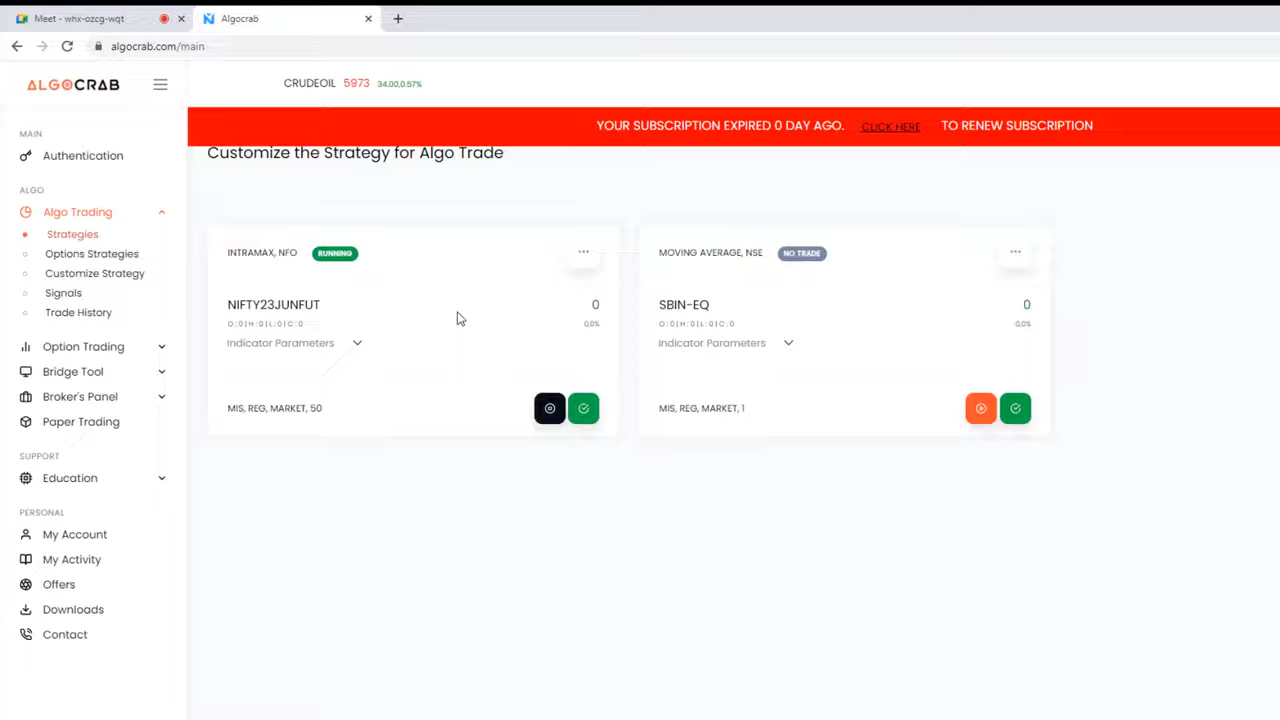 Meet - whx-ozcg-wqt
Algocrab
algocrab.com/main
ALGOCRAB
CRUDEOIL 5973 34.00,0.57%
YOUR SUBSCRIPTION EXPIRED 0 DAY AGO. CLICK HERE TO RENEW SUBSCRIPTION
Customize the Strategy for Algo Trade
MAIN
Authentication
ALGO
Algo Trading
Strategies
Options Strategies
Customize Strategy
Signals
Trade History
Option Trading
Bridge Tool
Broker's Panel
Paper Trading
SUPPORT
Education
PERSONAL
My Account
My Activity
Offers
Downloads
Contact
INTRAMAX, NFO RUNNING ...
NIFTY23JUNFUT 0
O:0|H:0|L:0|C:0 0,0%
Indicator Parameters
MIS, REG, MARKET, 50
MOVING AVERAGE, NSE NO TRADE ...
SBIN-EQ 0
O:0|H:0|L:0|C:0 0,0%
Indicator Parameters
MIS, REG, MARKET, 1